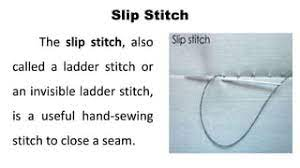 Slip Stitch
The slip stitch, also
called a ladder stitch or
an invisible ladder stitch,
is a useful hand-sewing
stitch to close a seam.
Slip stitch